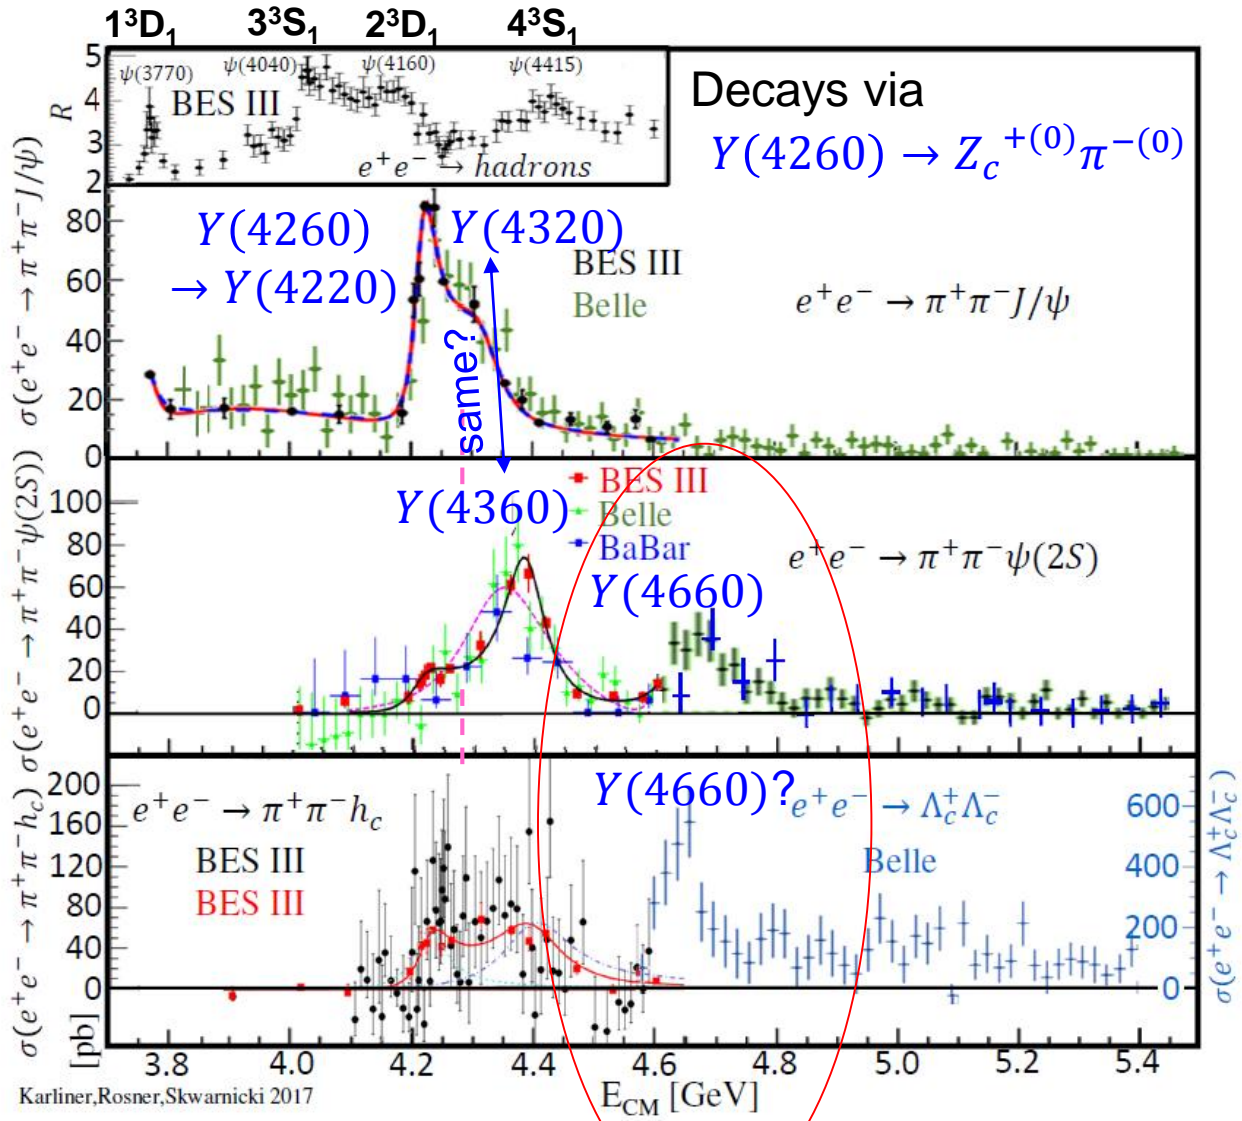 1³D₁ 3³S₁ 2³D₁ 4³S₁
5
4
3
2
R
ψ(3770)
ψ(4040)
ψ(4160)
ψ(4415)
BES III
e⁺e⁻ → hadrons
Decays via
Y(4260) → Z_c⁺⁽⁰⁾π⁻⁽⁰⁾
σ(e⁺e⁻ → π⁺π⁻J/ψ)
80
60
40
20
0
Y(4260)
→ Y(4220)
Y(4320)
BES III
Belle
e⁺e⁻ → π⁺π⁻J/ψ
same?
σ(e⁺e⁻ → π⁺π⁻ψ(2S))
100
80
60
40
20
0
Y(4360)
BES III
Belle
BaBar
e⁺e⁻ → π⁺π⁻ψ(2S)
Y(4660)
σ(e⁺e⁻ → π⁺π⁻h_c)
[pb]
200
160
120
80
40
0
e⁺e⁻ → π⁺π⁻h_c
BES III
BES III
Y(4660)?
e⁺e⁻ → Λ_c⁺Λ_c⁻
Belle
600
400
200
0
σ(e⁺e⁻ → Λ_c⁺Λ_c⁻)
3.8 4.0 4.2 4.4 4.6 4.8 5.0 5.2 5.4
E_CM [GeV]
Karliner,Rosner,Skwarnicki 2017